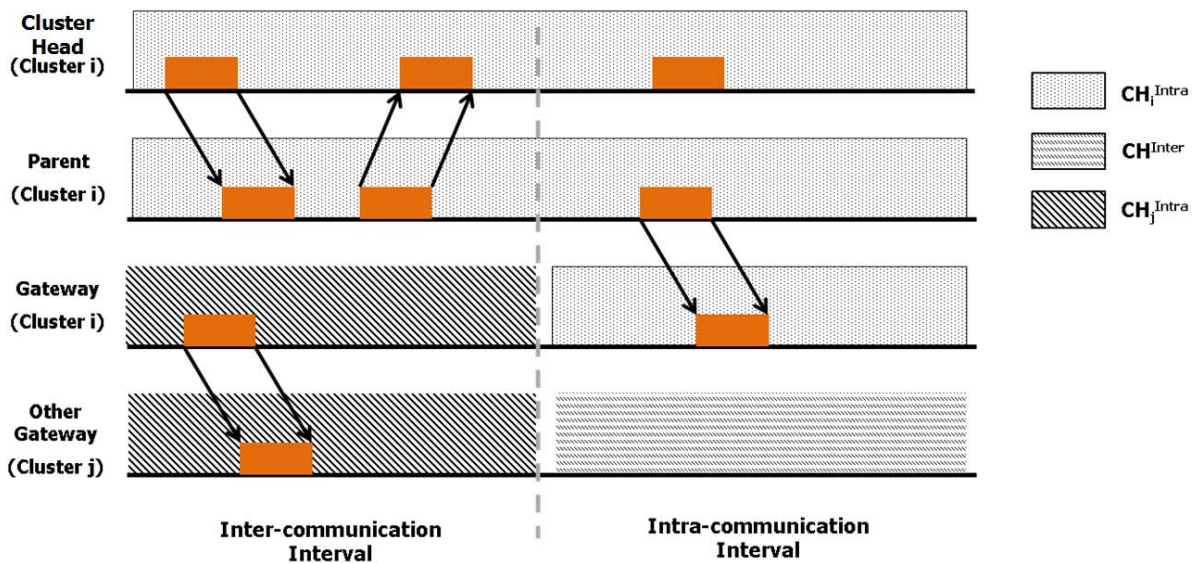 Cluster
Head
(Cluster i)
Parent
(Cluster i)
Gateway
(Cluster i)
Other
Gateway
(Cluster j)
Inter-communication
Interval
Intra-communication
Interval
CHᵢᴵⁿᵗʳᵃ
CHᴵⁿᵗᵉʳ
CHⱼᴵⁿᵗʳᵃ